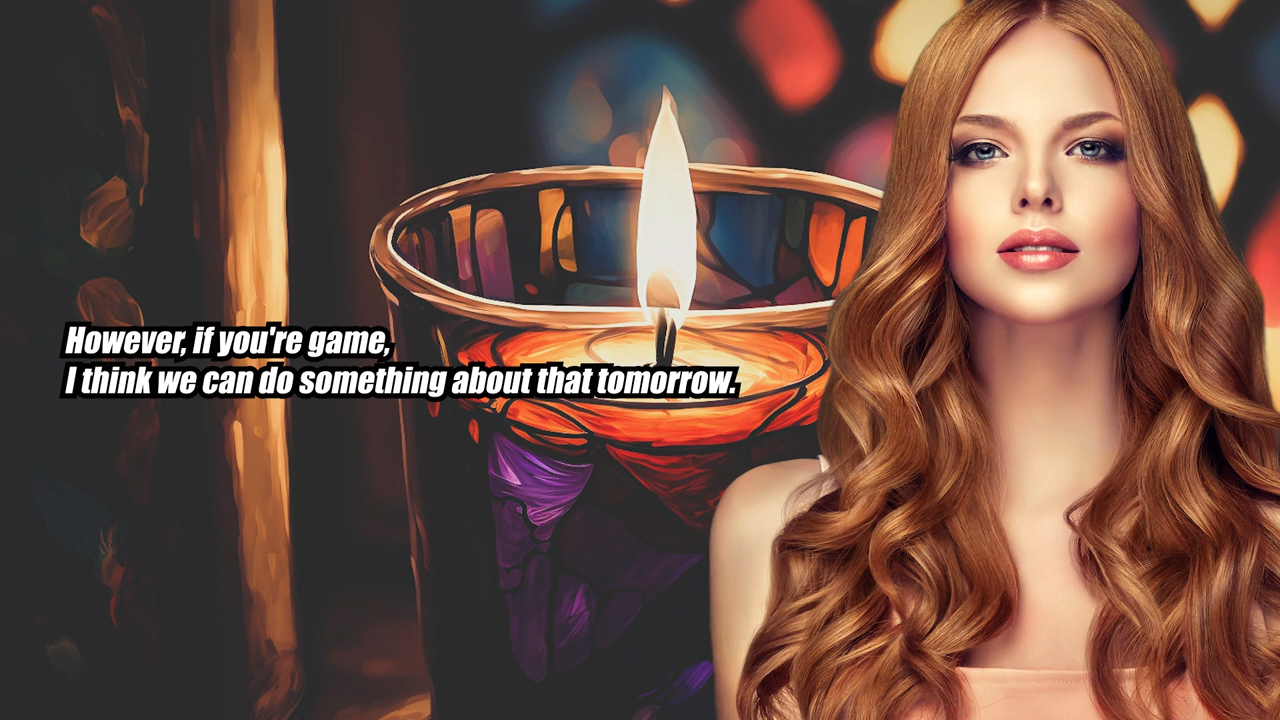 However, if you're game,
I think we can do something about that tomorrow.